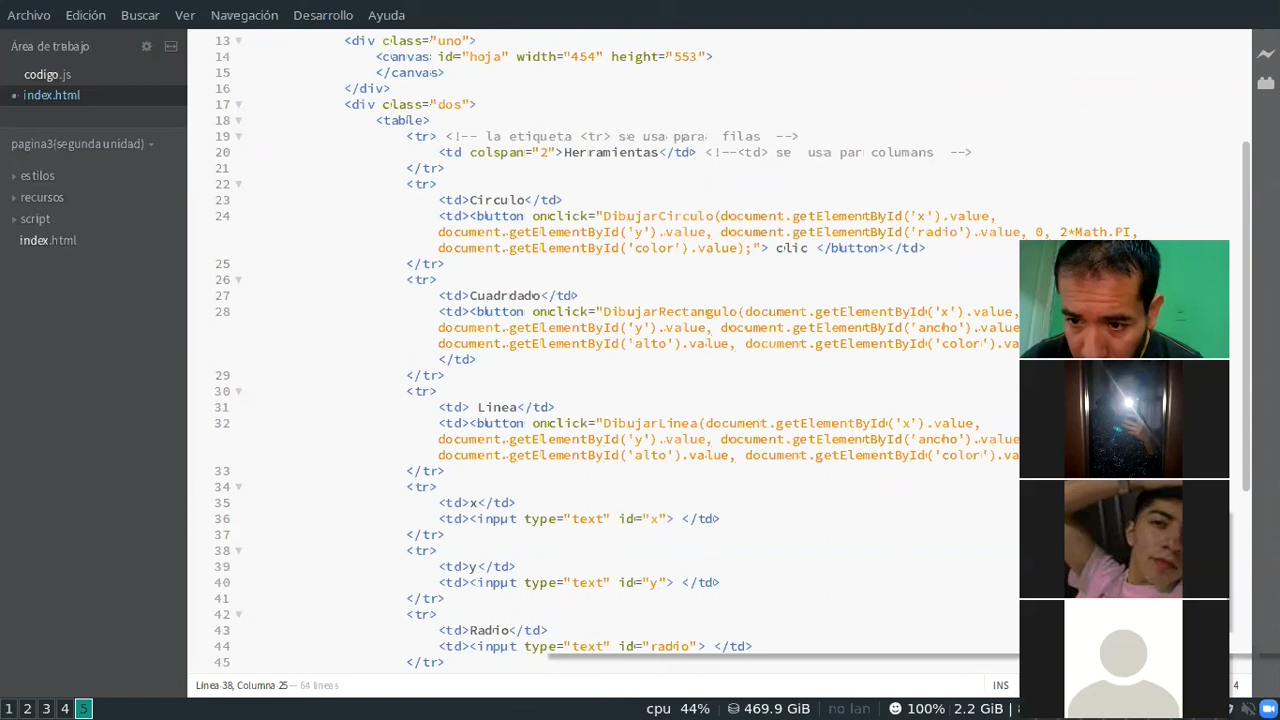 Archivo Edición Buscar Ver Navegación Desarrollo Ayuda
Área de trabajo
codigo.js
index.html
pagina3(segunda unidad)
estilos
recursos
script
index.html
13 <div class="uno">
14 <canvas id="hoja" width="454" height="553">
15 </canvas>
16 </div>
17 <div class="dos">
18 <table>
19 <tr> <!-- la etiqueta <tr> se usa para filas -->
20 <td colspan="2">Herramientas</td> <!--<td> se usa para columans -->
21 </tr>
22 <tr>
23 <td>Circulo</td>
24 <td><button onclick="DibujarCirculo(document.getElementById('x').value,
document.getElementById('y').value, document.getElementById('radio').value, 0, 2*Math.PI,
document.getElementById('color').value);"> clic </button></td>
25 </tr>
26 <tr>
27 <td>Cuadrdado</td>
28 <td><button onclick="DibujarRectangulo(document.getElementById('x').value,
document.getElementById('y').value, document.getElementById('ancho').value,
document.getElementById('alto').value, document.getElementById('color').va
</td>
29 </tr>
30 <tr>
31 <td> Linea</td>
32 <td><button onclick="DibujarLinea(document.getElementById('x').value,
document.getElementById('y').value, document.getElementById('ancho').value,
document.getElementById('alto').value, document.getElementById('color').va
33 </tr>
34 <tr>
35 <td>x</td>
36 <td><input type="text" id="x"> </td>
37 </tr>
38 <tr>
39 <td>y</td>
40 <td><input type="text" id="y"> </td>
41 </tr>
42 <tr>
43 <td>Radio</td>
44 <td><input type="text" id="radio"> </td>
45 </tr>
Línea 38, Columna 25 — 64 líneas INS 4
1 2 3 4 5 cpu 44% 469.9 GiB no lan 100% 2.2 GiB